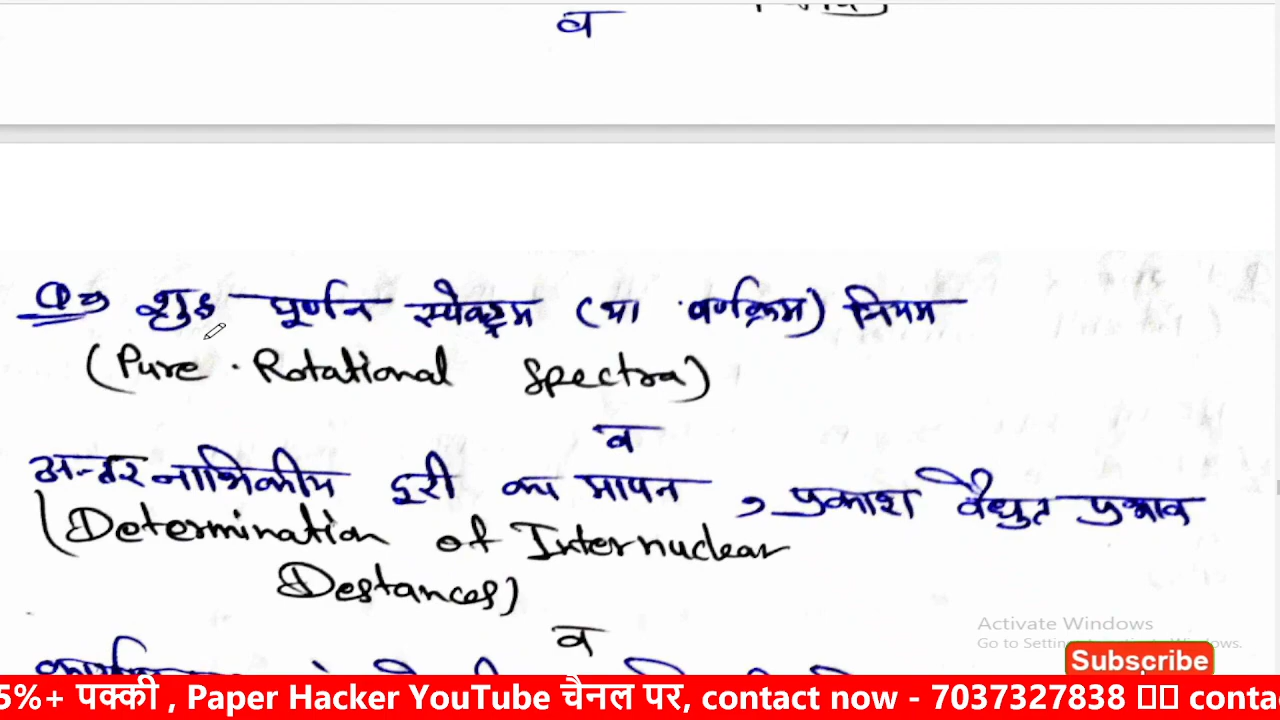 व
Q⇒ शुद्ध घूर्णन स्पेक्ट्रम (या वर्णक्रम) नियम
(Pure Rotational Spectra)
व
अन्तरनाभिकीय दूरी का मापन, प्रकाश वैधुत प्रभाव
(Determination of Internuclear
Destances)
व
Activate Windows
Go to Settings to activate Windows.
Subscribe
5%+ पक्की , Paper Hacker YouTube चैनल पर, contact now - 7037327838 conta